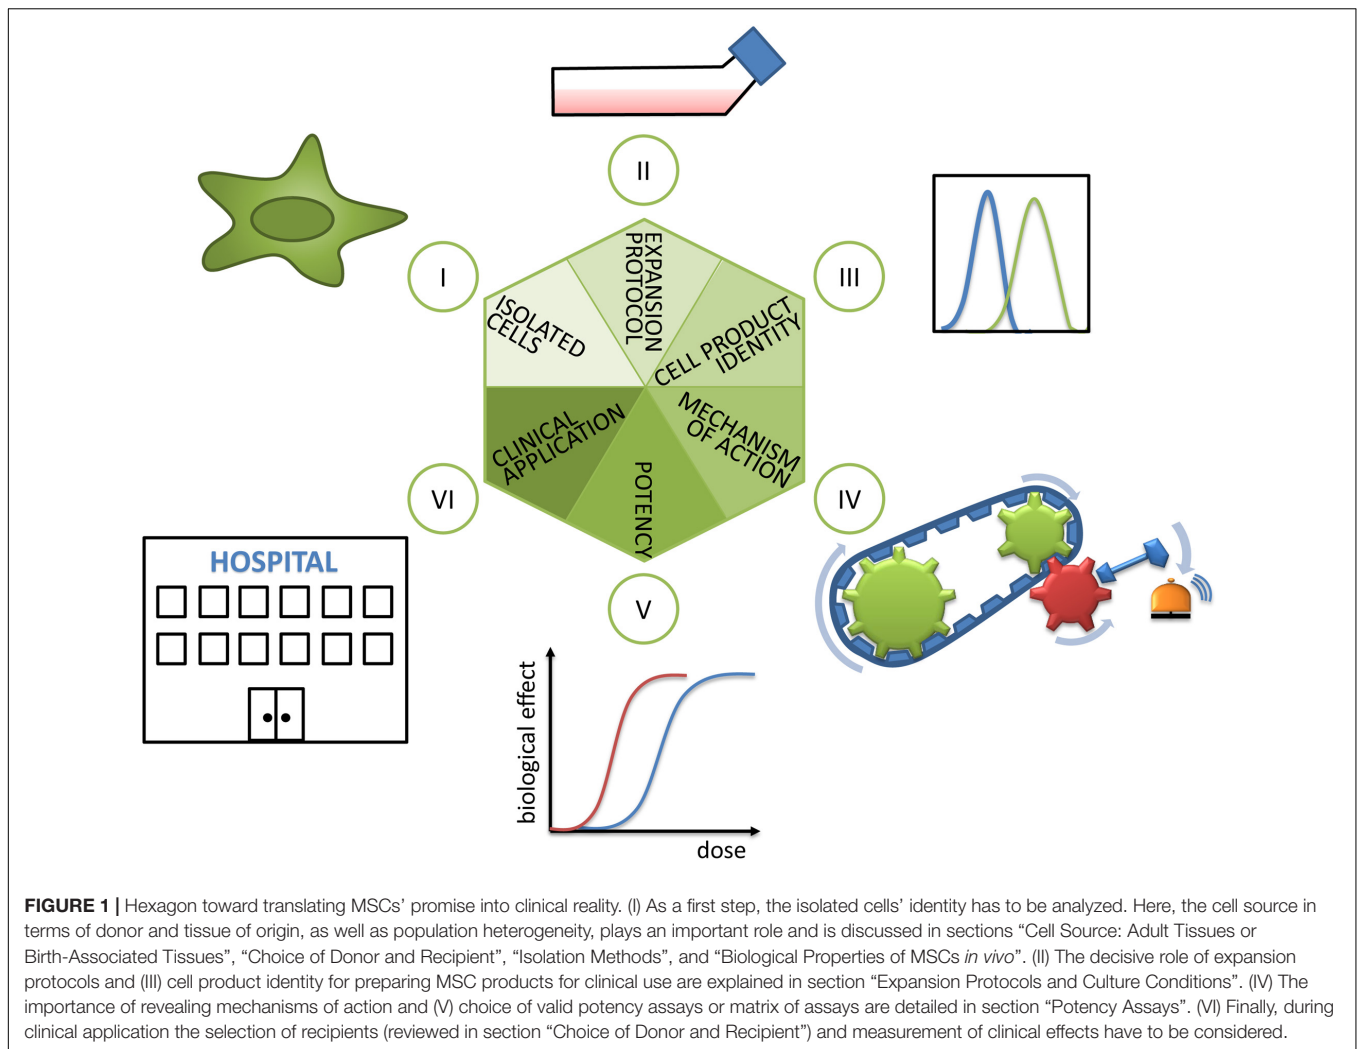 II
I
III
EXPANSION
PROTOCOL
ISOLATED
CELLS
CELL PRODUCT
IDENTITY
CLINICAL
APPLICATION
MECHANISM
OF ACTION
POTENCY
VI
IV
V
HOSPITAL
biological effect
dose
FIGURE 1 | Hexagon toward translating MSCs’ promise into clinical reality. (I) As a first step, the isolated cells’ identity has to be analyzed. Here, the cell source in
terms of donor and tissue of origin, as well as population heterogeneity, plays an important role and is discussed in sections “Cell Source: Adult Tissues or
Birth-Associated Tissues”, “Choice of Donor and Recipient”, “Isolation Methods”, and “Biological Properties of MSCs in vivo”. (II) The decisive role of expansion
protocols and (III) cell product identity for preparing MSC products for clinical use are explained in section “Expansion Protocols and Culture Conditions”. (IV) The
importance of revealing mechanisms of action and (V) choice of valid potency assays or matrix of assays are detailed in section “Potency Assays”. (VI) Finally, during
clinical application the selection of recipients (reviewed in section “Choice of Donor and Recipient”) and measurement of clinical effects have to be considered.